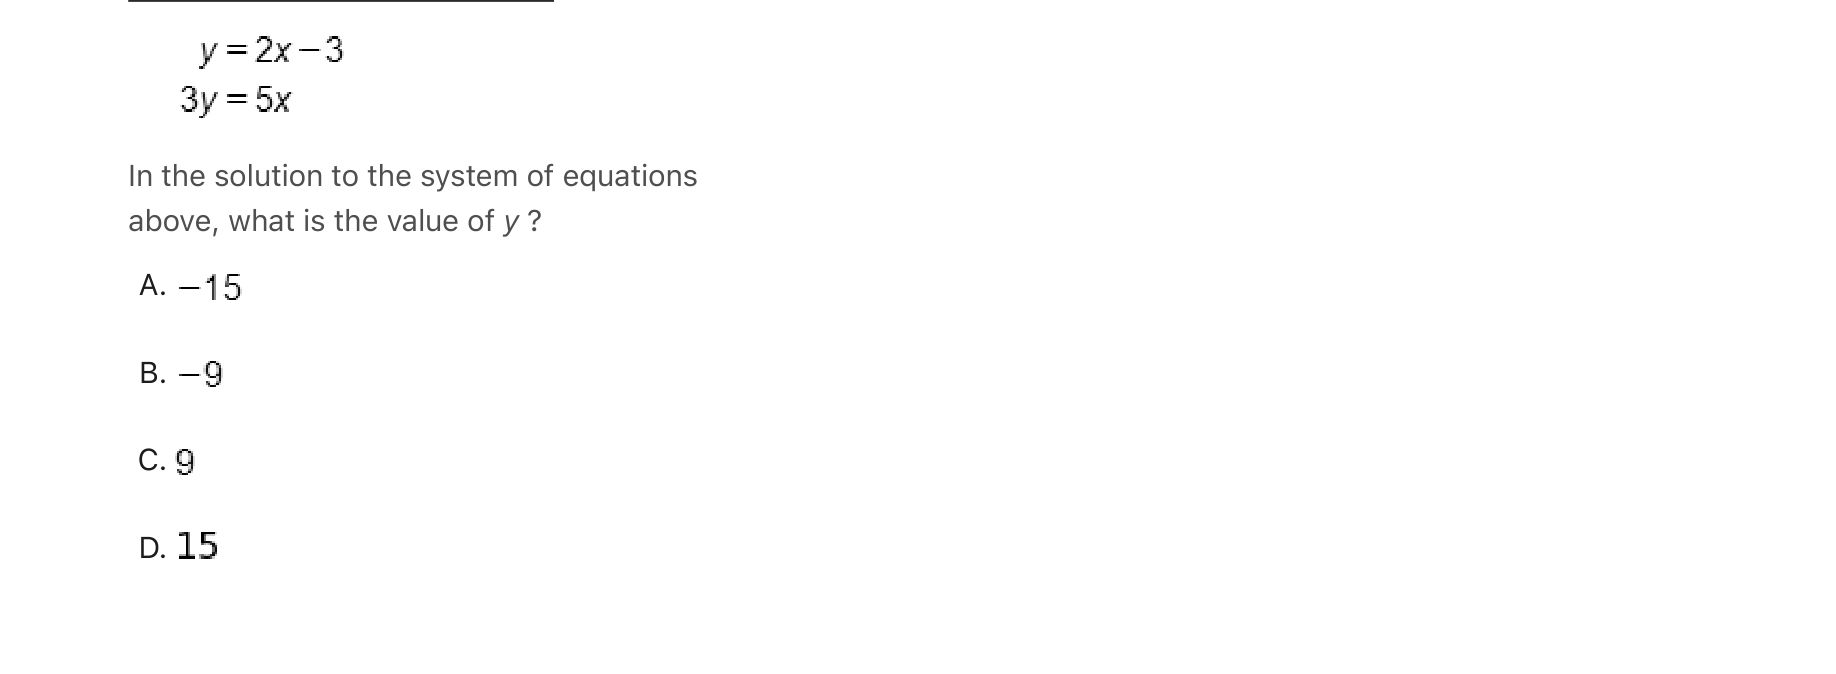 y = 2x – 3
3y = 5x
In the solution to the system of equations
above, what is the value of y ?
A. –15
B. –9
C. 9
D. 15